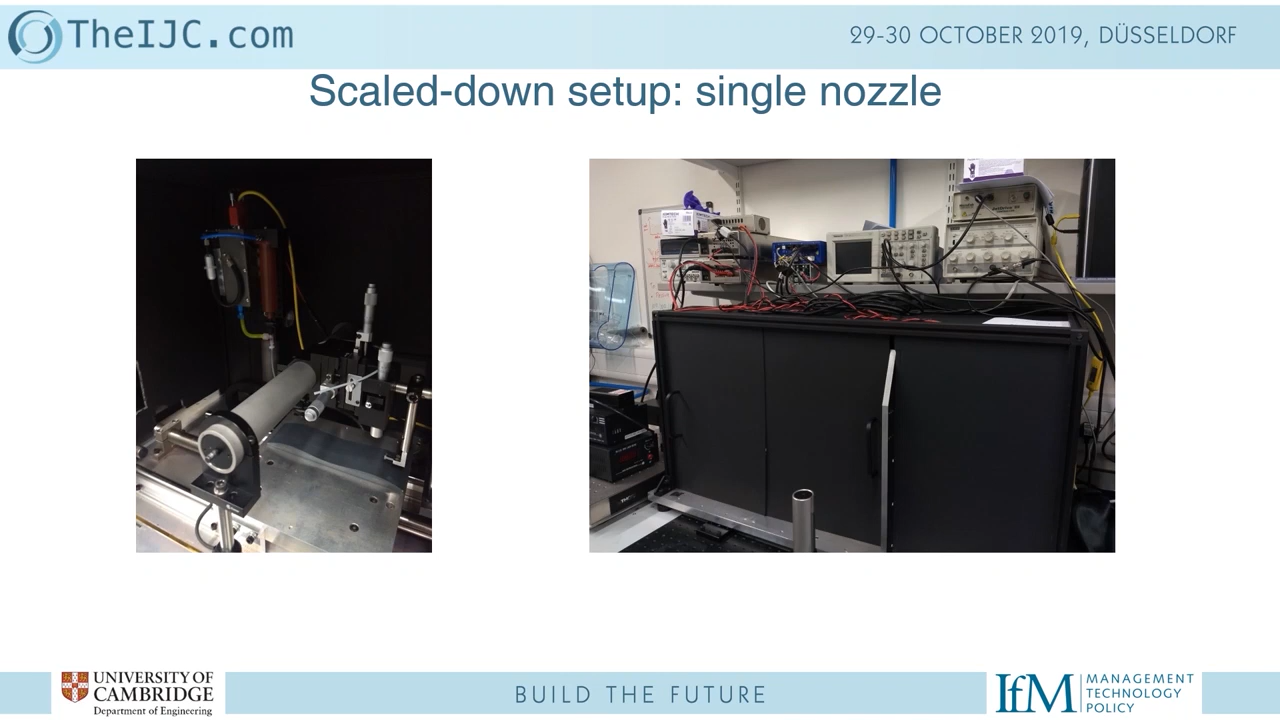 TheIJC.com
29-30 OCTOBER 2019, DÜSSELDORF
Scaled-down setup: single nozzle
UNIVERSITY OF
CAMBRIDGE
Department of Engineering
BUILD THE FUTURE
IfM
MANAGEMENT
TECHNOLOGY
POLICY